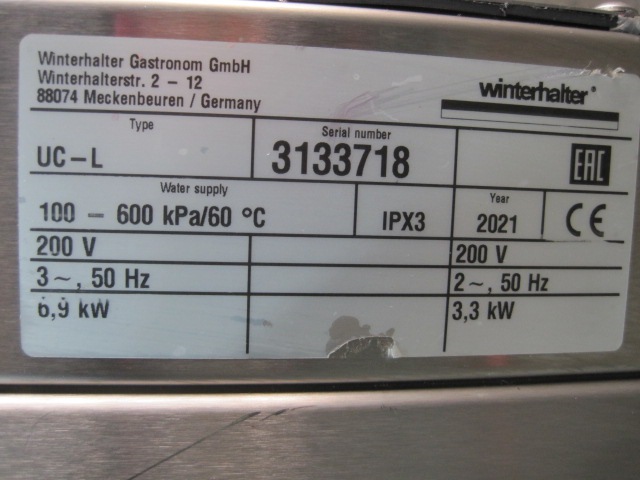 Winterhalter Gastronom GmbH
Winterhalterstr. 2 - 12
88074 Meckenbeuren / Germany
winterhalter®
Type
UC-L
Serial number
3133718
EAC
Water supply
100 - 600 kPa/60 °C
IPX3
Year
2021
CE
200 V
200 V
3~, 50 Hz
2~, 50 Hz
6,9 kW
3,3 kW